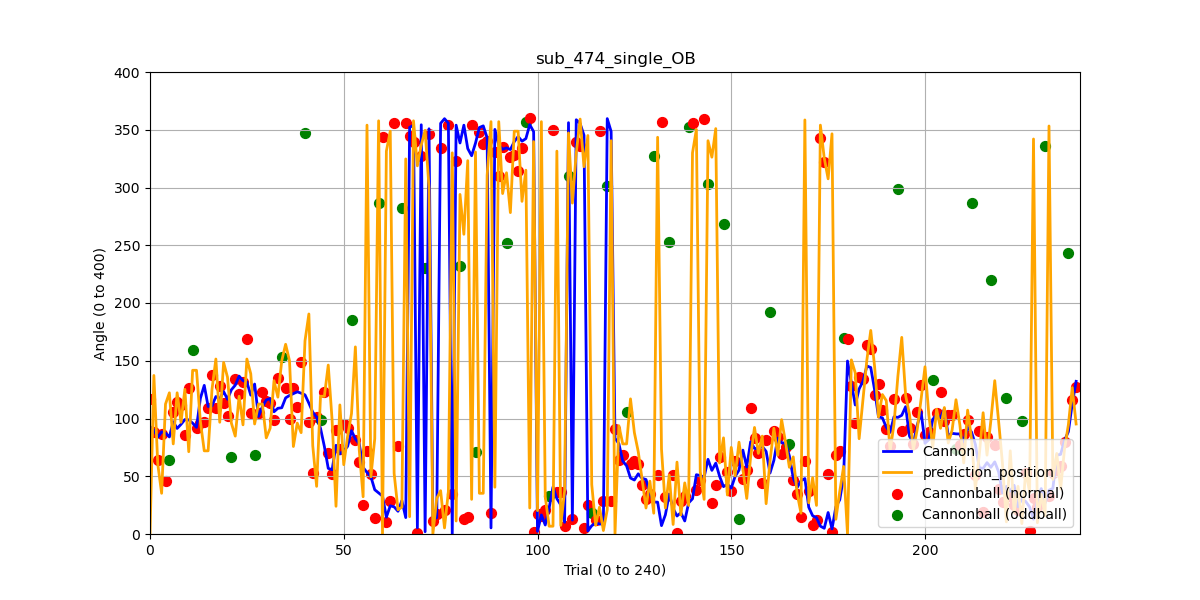 sub_474_single_OB
400
350
300
250
200
150
100
50
0
Angle (0 to 400)
Cannon
prediction_position
Cannonball (normal)
Cannonball (oddball)
0 50 100 150 200
Trial (0 to 240)